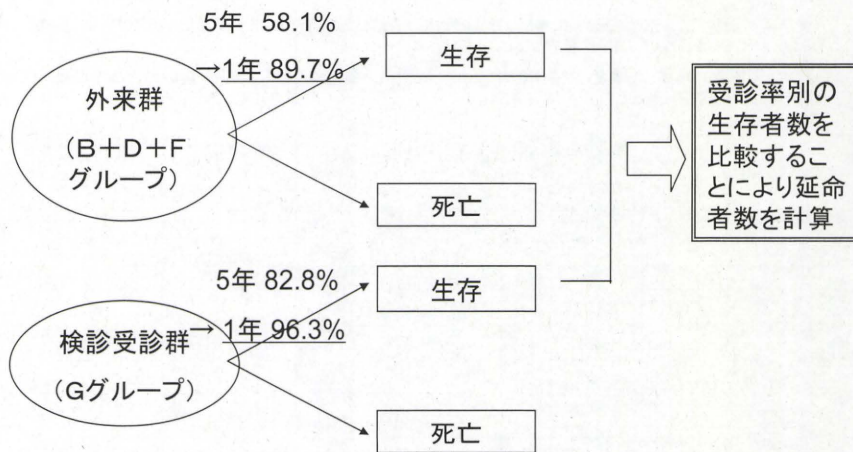 5年 58.1%
→1年 89.7%
外来群
(B+D+F
グループ)
生存
死亡
5年 82.8%
→ 1年 96.3%
検診受診群
(Gグループ)
生存
死亡
受診率別の
生存者数を
比較するこ
とにより延命
者数を計算